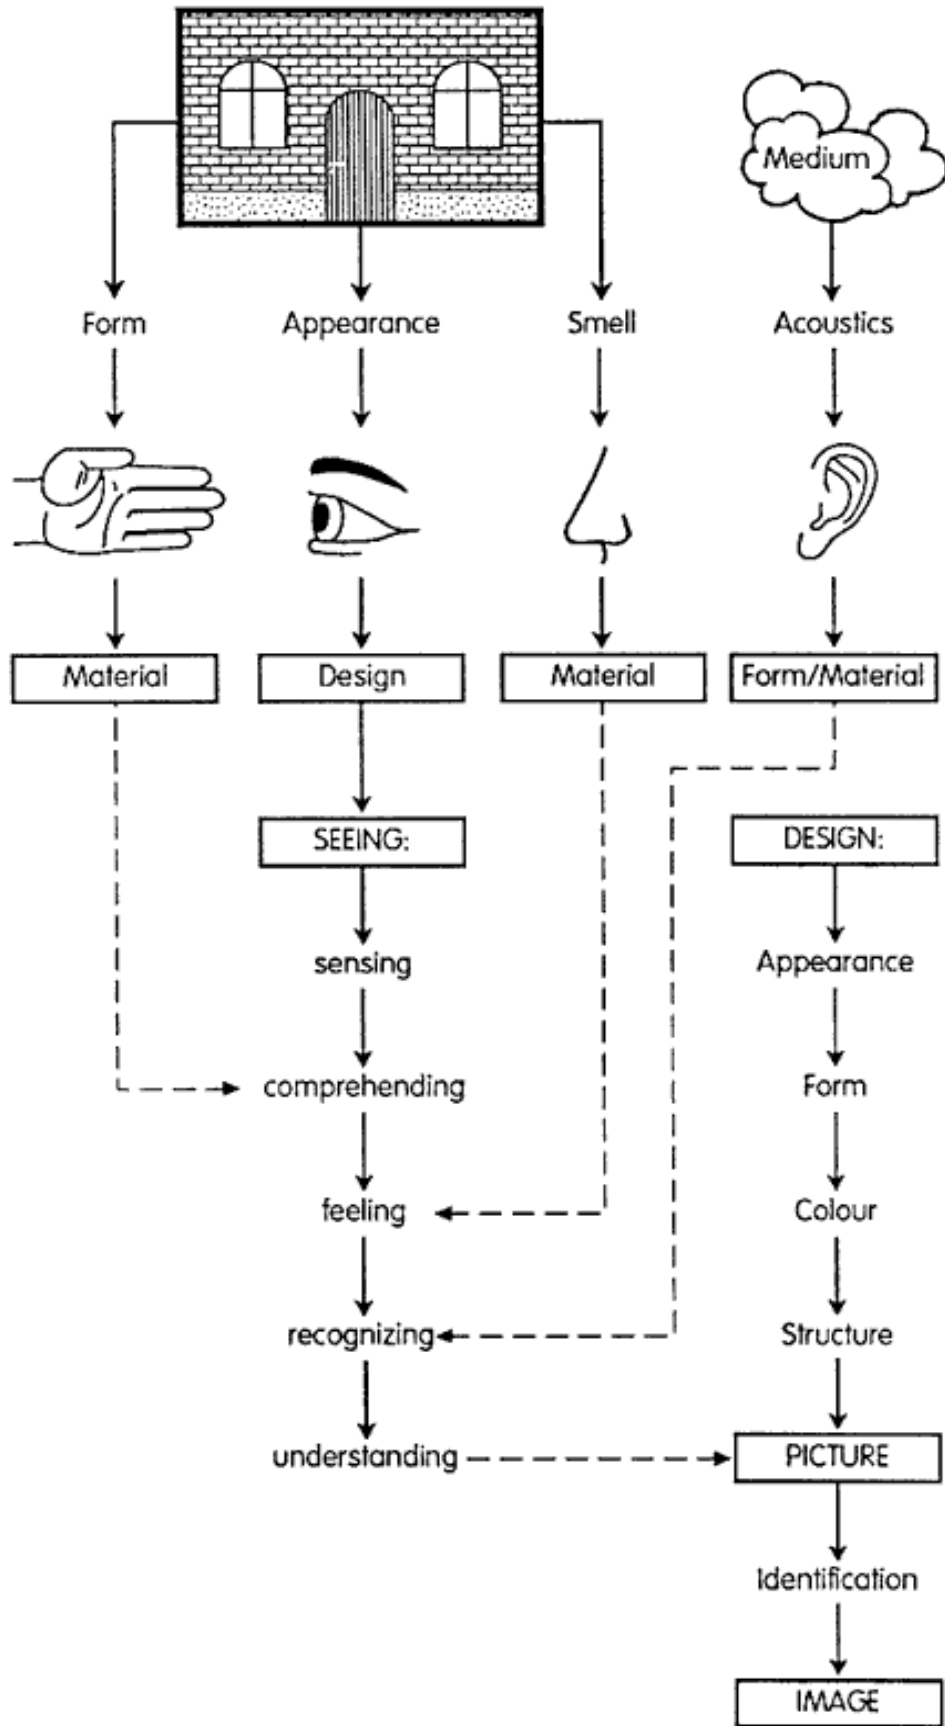 Medium
Form
Appearance
Smell
Acoustics
Material
Design
Material
Form/Material
SEEING:
DESIGN:
sensing
Appearance
comprehending
Form
feeling
Colour
recognizing
Structure
understanding
PICTURE
Identification
IMAGE